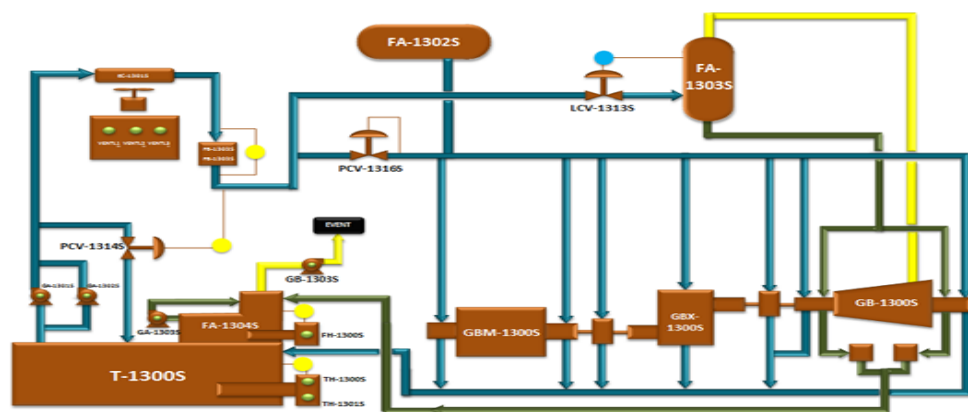 FA-1302S
FA-
1303S
LCV-1313S
PCV-1316S
PCV-1314S
EVENT
GB-1303S
GA-1303S
FA-1304S
FH-1300S
T-1300S
TH-1300S
TH-1301S
GBM-1300S
GBX-
1300S
GB-1300S